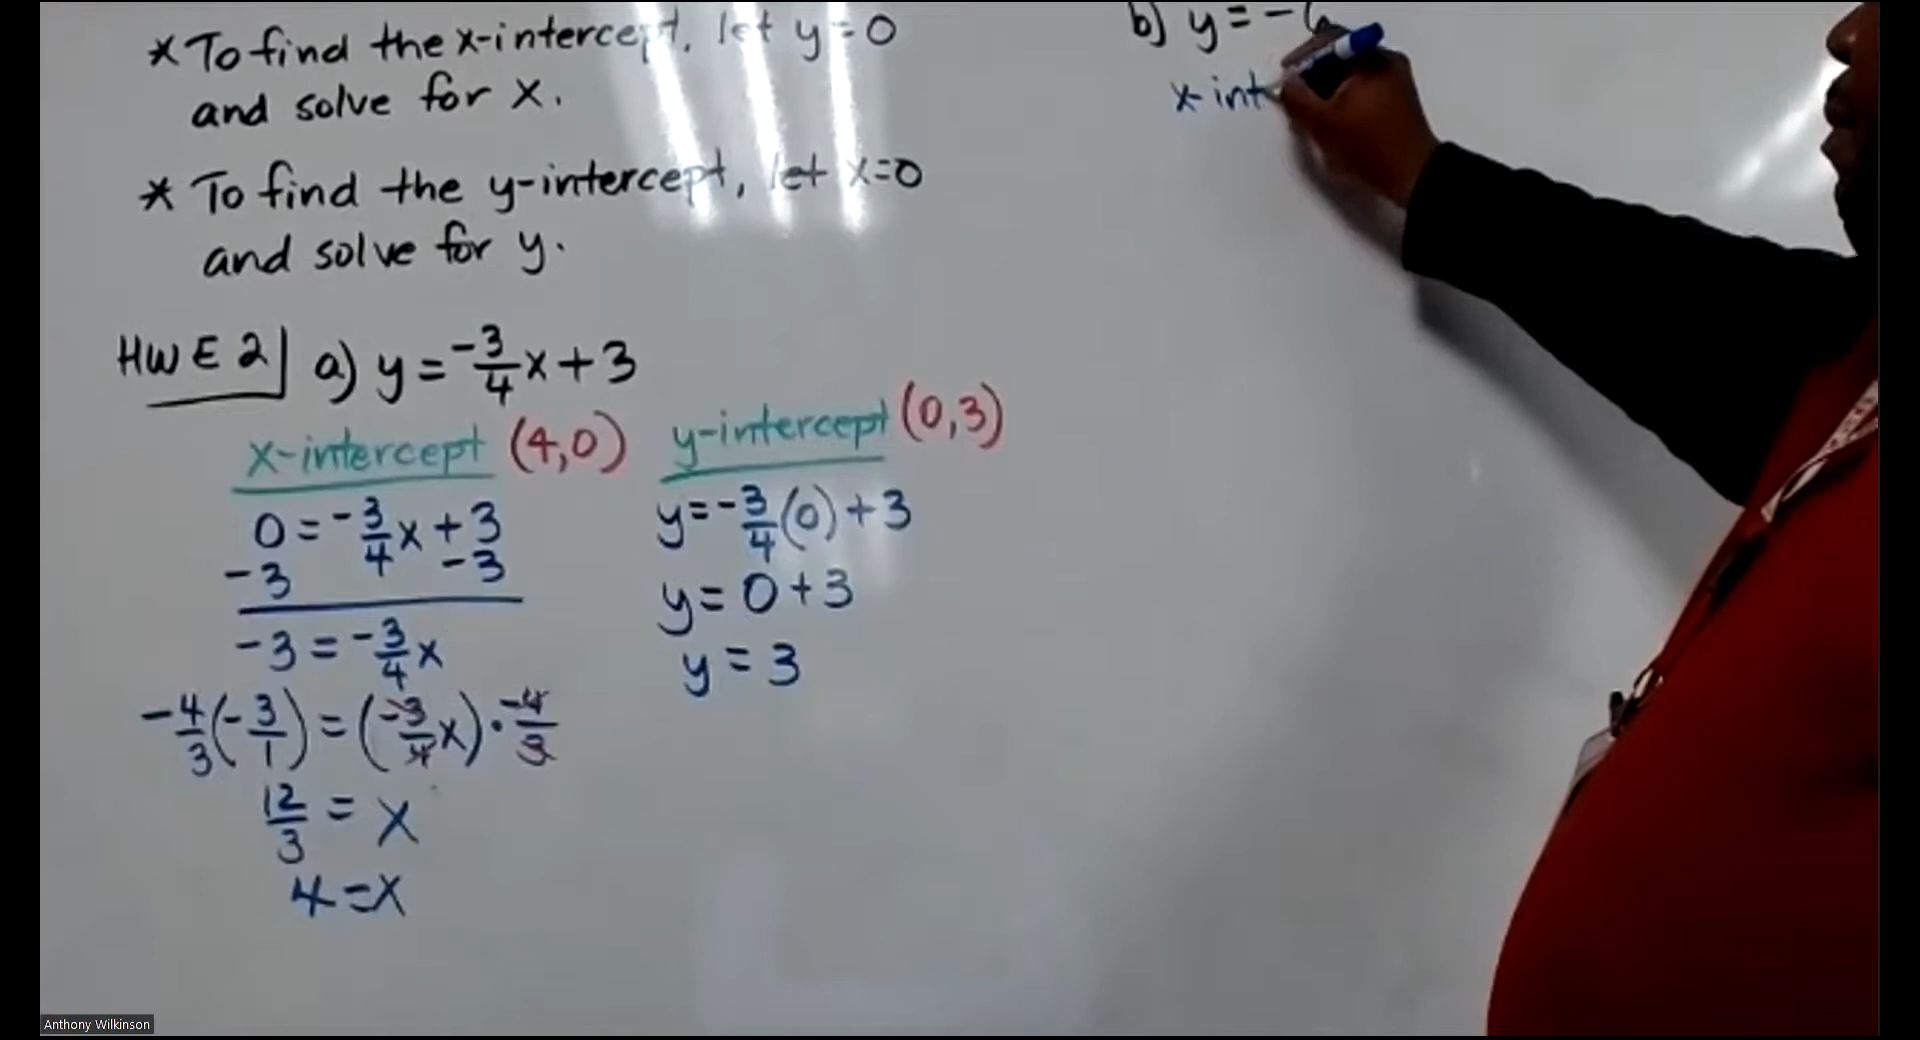 * To find the x-intercept, let y=0
and solve for x.
* To find the y-intercept, let x=0
and solve for y.
HW E 2] a) y = -3/4 x + 3
x-intercept (4,0)
0 = -3/4 x + 3
-3 -3
-3 = -3/4 x
-4/3 (-3/1) = (-3/4 x) · -4/3
12/3 = x
4 = x
y-intercept (0,3)
y = -3/4 (0) + 3
y = 0 + 3
y = 3
b) y = -
x-int
Anthony Wilkinson